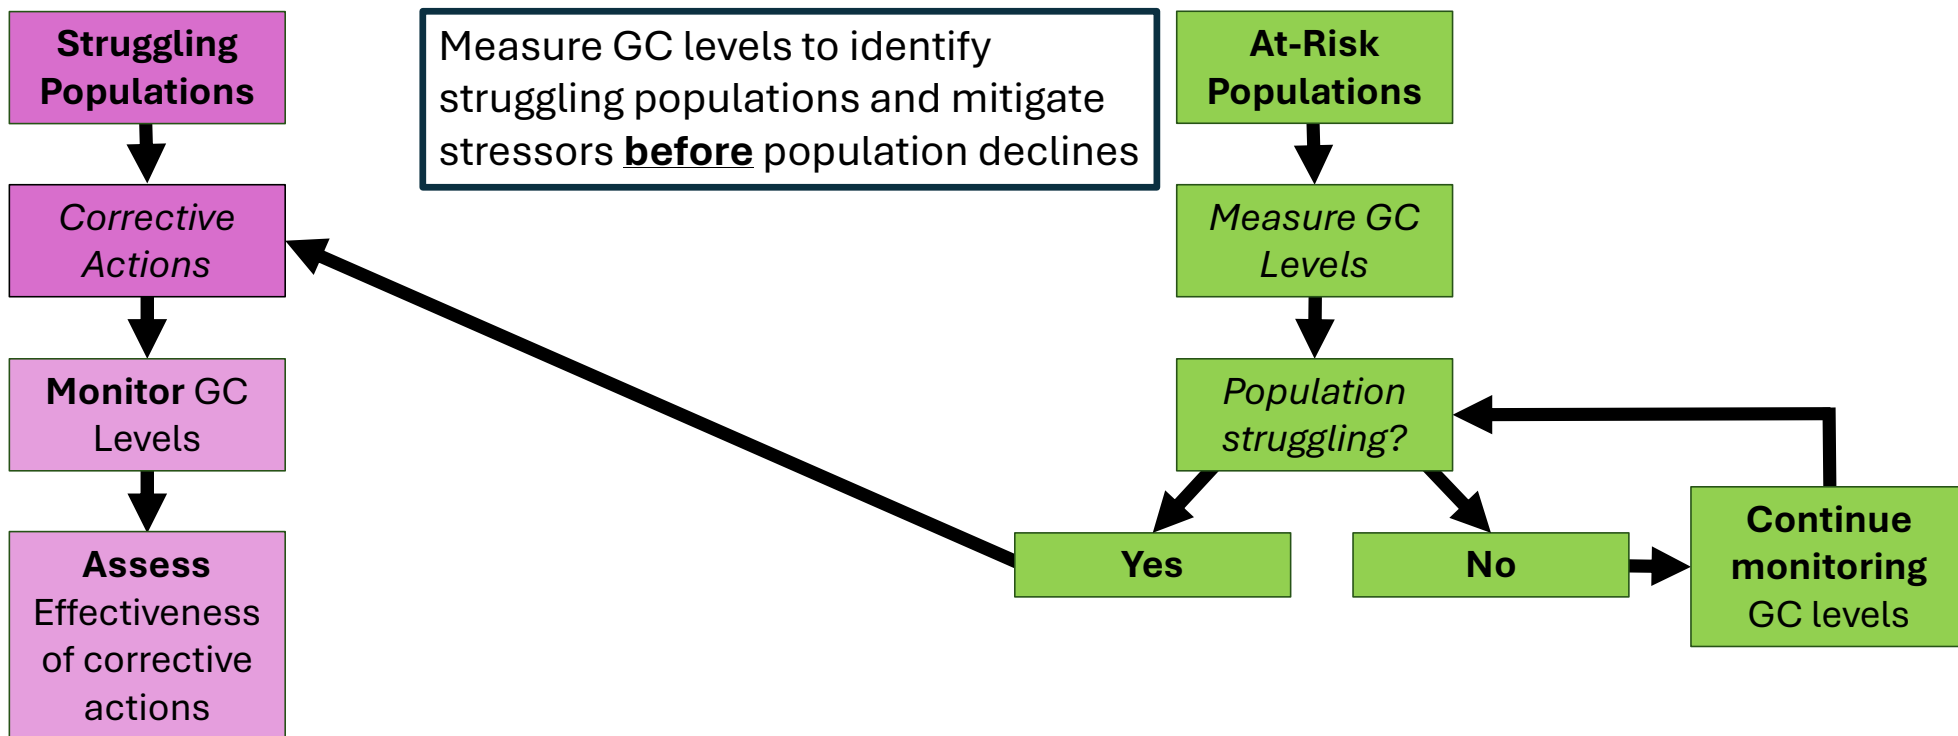 Struggling
Populations
Corrective
Actions
Monitor GC
Levels
Assess
Effectiveness
of corrective
actions
Measure GC levels to identify
struggling populations and mitigate
stressors before population declines
At-Risk
Populations
Measure GC
Levels
Population
struggling?
Yes
No
Continue
monitoring
GC levels